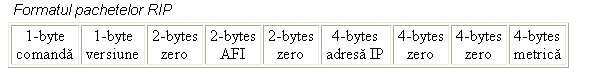 Formatul pachetelor RIP
1-byte 1-byte 2-bytes 2-bytes 2-bytes 4-bytes 4-bytes 4-bytes 4-bytes
comandă versiune zero AFI zero adresă IP zero zero metrică